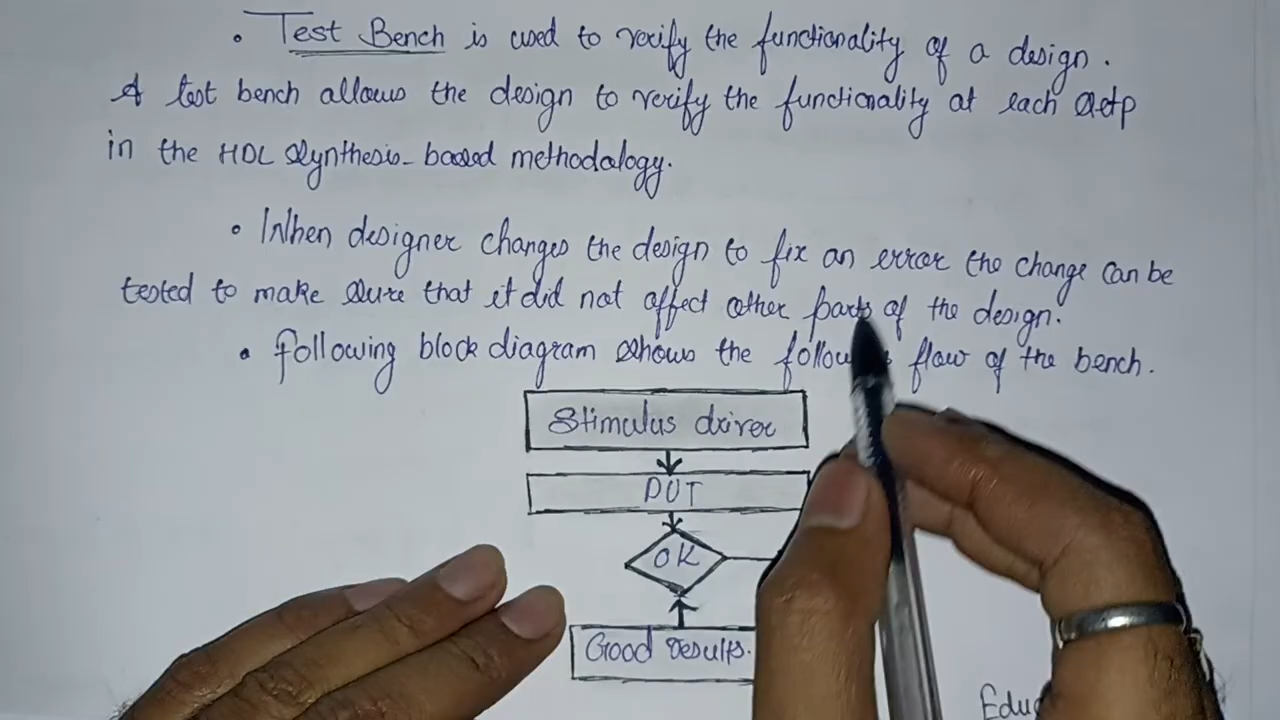 • Test Bench is used to verify the functionality of a design.
A test bench allows the design to verify the functionality at each step
in the HDL Synthesis-based methodalogy.
• When designer changes the design to fix an error the change can be
tested to make sure that it did not affect other parts of the design.
• Following block diagram shows the flow of the bench.
Stimulus driver
DUT
OK
Good results.